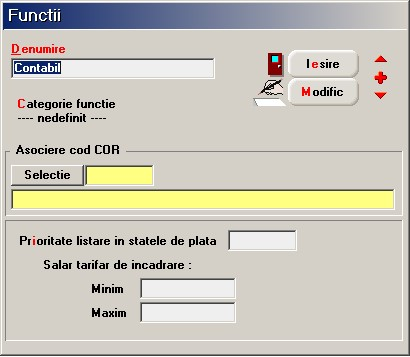 Functii
Denumire
Contabil
Iesire
Modific
Categorie functie
---- nedefinit ----
Asociere cod COR
Selectie
Prioritate listare in statele de plata
Salar tarifar de incadrare :
Minim
Maxim